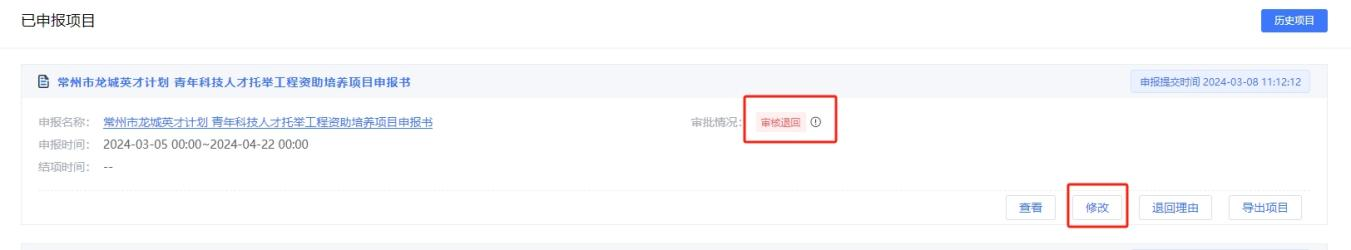 已申报项目
历史项目
常州市龙城英才计划 青年科技人才托举工程资助培养项目申报书
申报提交时间 2024-03-08 11:12:12
申报名称： 常州市龙城英才计划 青年科技人才托举工程资助培养项目申报书
审批情况： 审核退回
申报时间： 2024-03-05 00:00~2024-04-22 00:00
结项时间： --
查看 修改 退回理由 导出项目